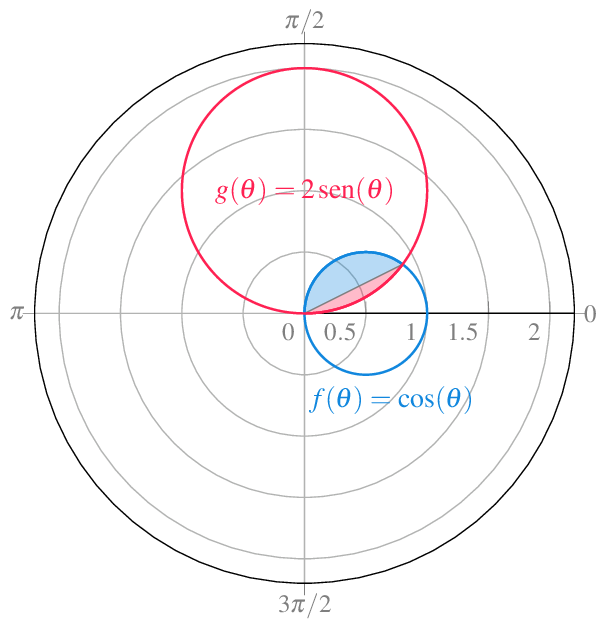 π/2
g(θ) = 2 sen(θ)
π
0
0 0.5 1 1.5 2
f(θ) = cos(θ)
3π/2